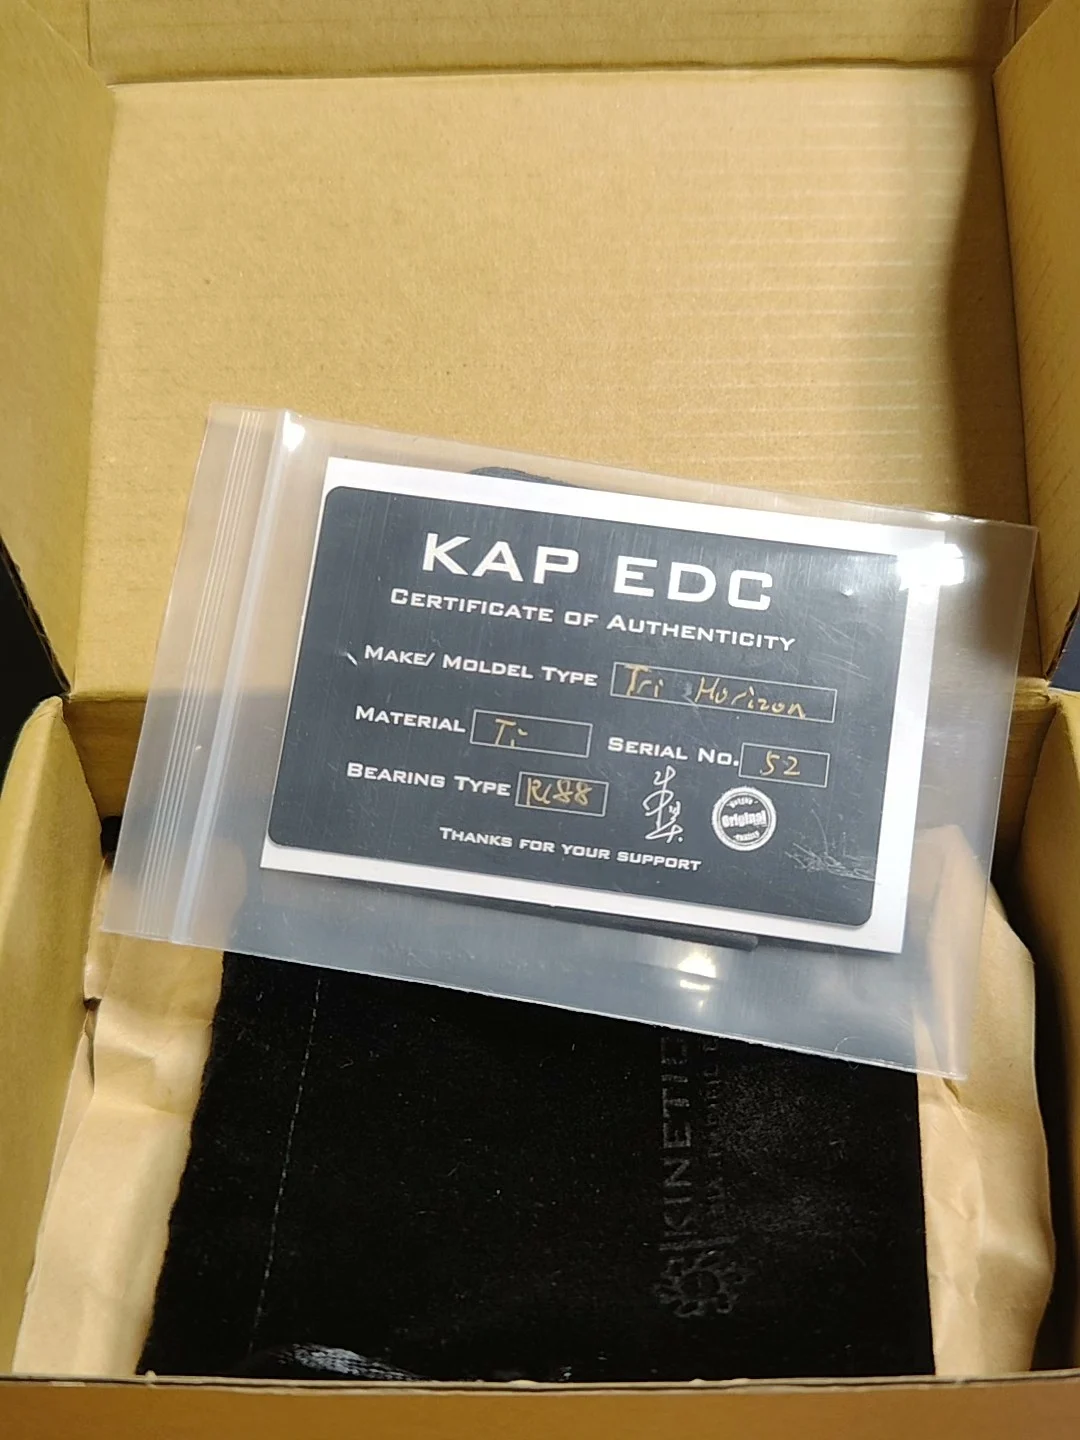 KAP EDC
CERTIFICATE OF AUTHENTICITY
MAKE/ MOLDEL TYPE Tri Horizon
MATERIAL Ti SERIAL NO. 52
BEARING TYPE R188
Original
THANKS FOR YOUR SUPPORT
KINETIC